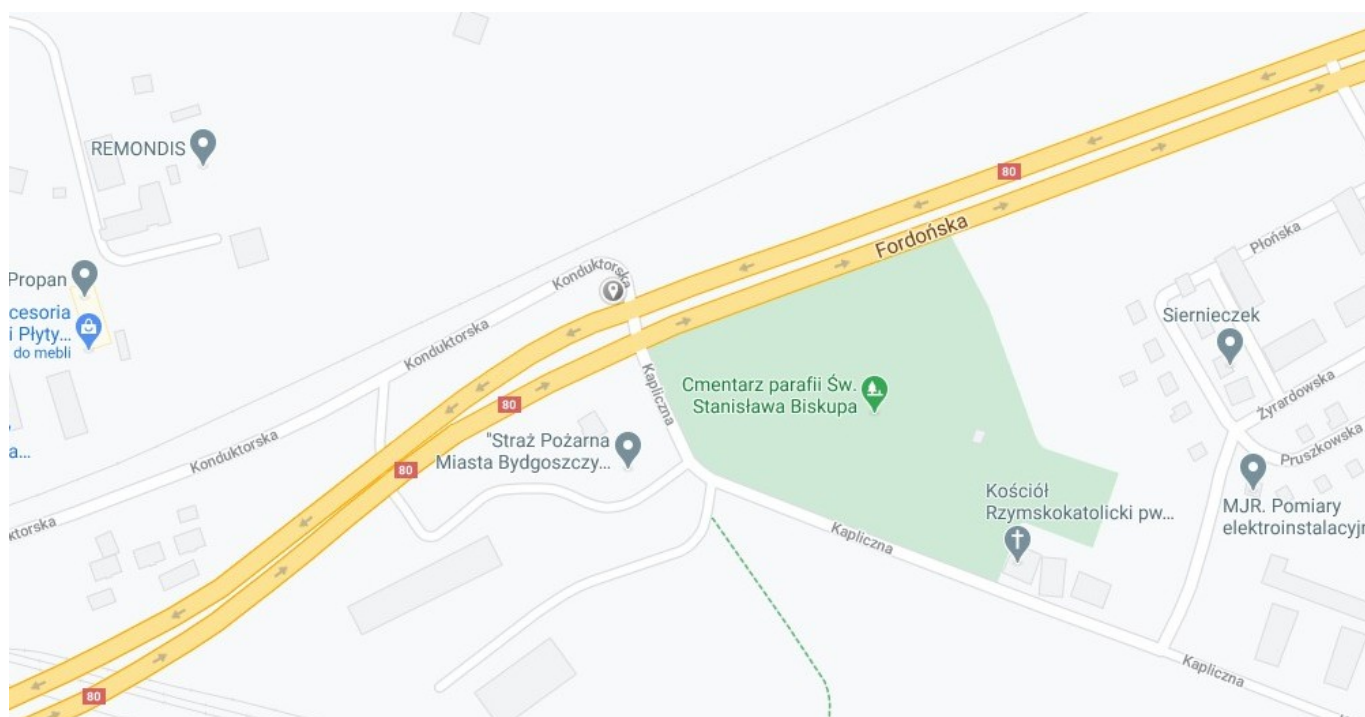 REMONDIS
Propan
cesoria
i Płyty...
do mebli
a...
Konduktorska
Konduktorska
Konduktorska
ktorska
80
80
80
80
Fordońska
Płońska
Siernieczek
Żyrardowska
Pruszkowska
MJR. Pomiary
elektroinstalacyjn
Cmentarz parafii Św.
Stanisława Biskupa
Kapliczna
"Straż Pożarna
Miasta Bydgoszczy...
Kościół
Rzymskokatolicki pw...
Kapliczna
Kapliczna